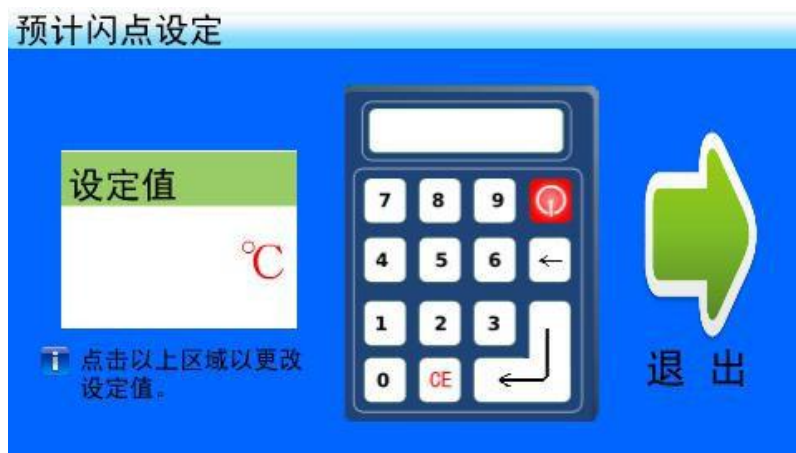 预计闪点设定
设定值
℃
点击以上区域以更改
设定值。
7 8 9
4 5 6 ←
1 2 3
0 CE
退 出